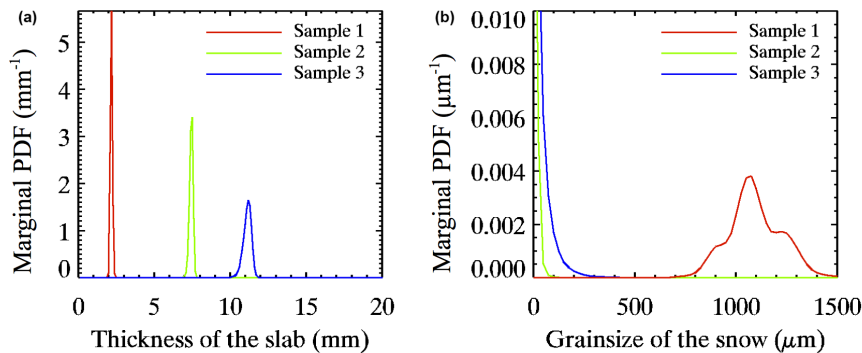 (a)
Sample 1
Sample 2
Sample 3
Marginal PDF (mm⁻¹)
5
4
3
2
1
0
0 5 10 15 20
Thickness of the slab (mm)
(b)
Sample 1
Sample 2
Sample 3
Marginal PDF (μm⁻¹)
0.010
0.008
0.006
0.004
0.002
0.000
0 500 1000 1500
Grainsize of the snow (μm)